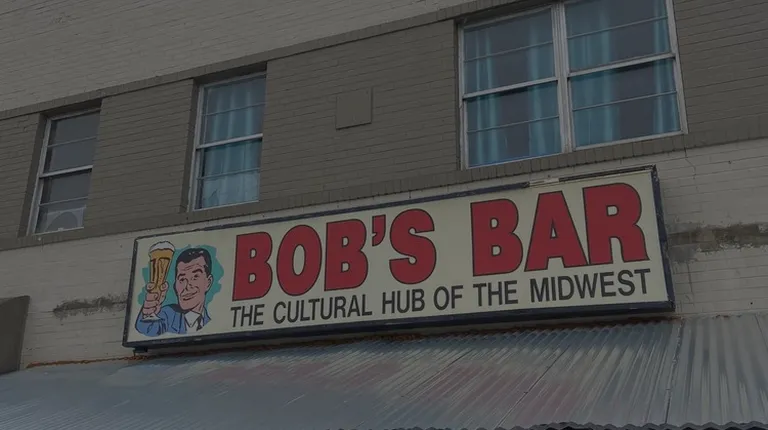 BOB'S BAR
THE CULTURAL HUB OF THE MIDWEST